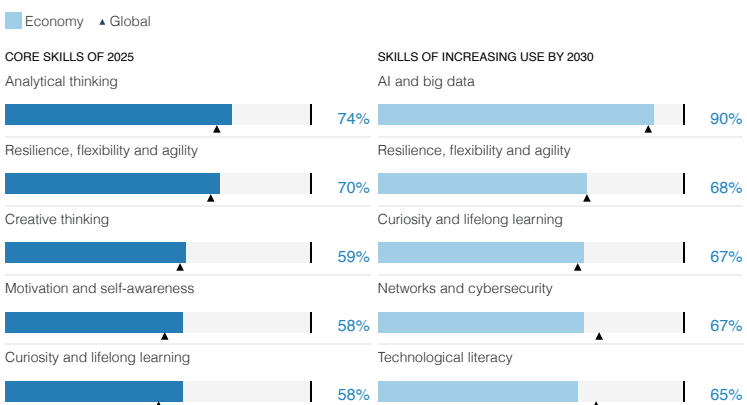 Economy ▲ Global
CORE SKILLS OF 2025
Analytical thinking
74%
Resilience, flexibility and agility
70%
Creative thinking
59%
Motivation and self-awareness
58%
Curiosity and lifelong learning
58%
SKILLS OF INCREASING USE BY 2030
AI and big data
90%
Resilience, flexibility and agility
68%
Curiosity and lifelong learning
67%
Networks and cybersecurity
67%
Technological literacy
65%